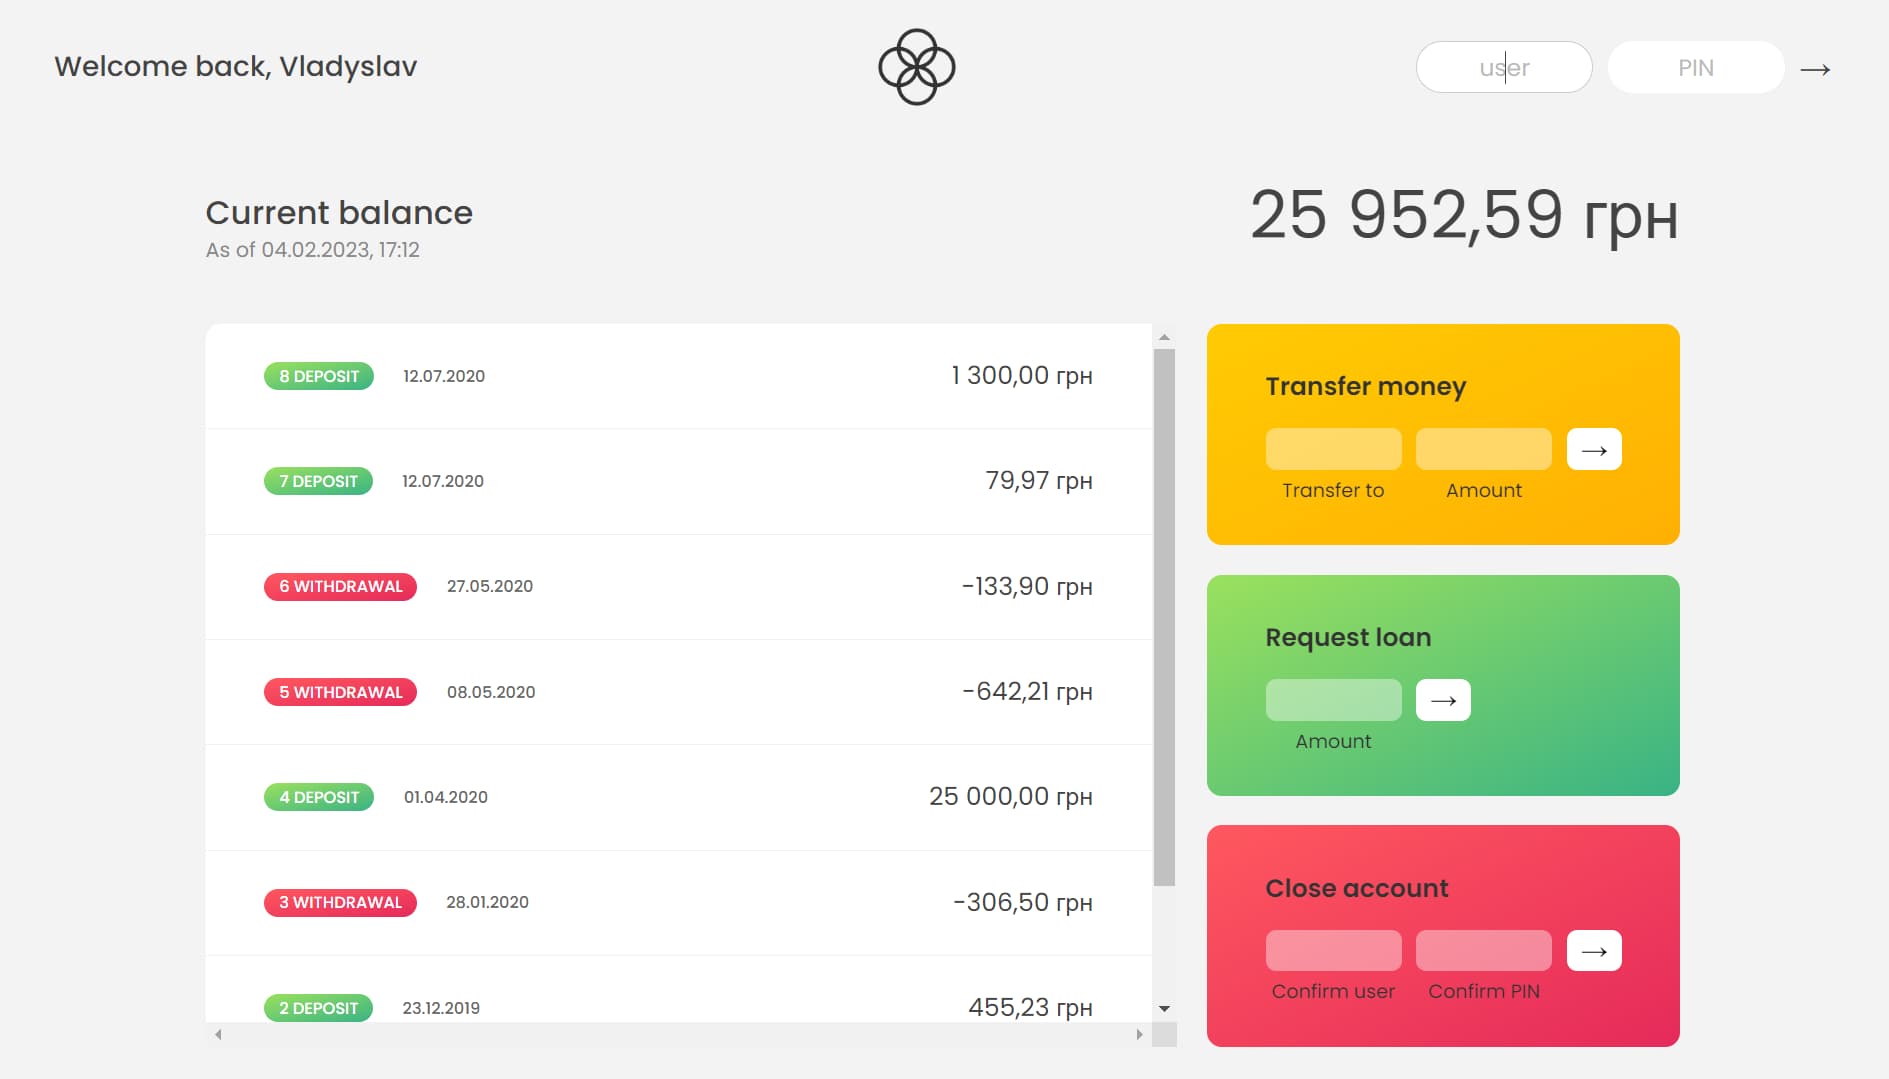 Welcome back, Vladyslav
user
PIN
→
Current balance
As of 04.02.2023, 17:12
25 952,59 грн
8 DEPOSIT 12.07.2020 1 300,00 грн
7 DEPOSIT 12.07.2020 79,97 грн
6 WITHDRAWAL 27.05.2020 -133,90 грн
5 WITHDRAWAL 08.05.2020 -642,21 грн
4 DEPOSIT 01.04.2020 25 000,00 грн
3 WITHDRAWAL 28.01.2020 -306,50 грн
2 DEPOSIT 23.12.2019 455,23 грн
Transfer money
→
Transfer to Amount
Request loan
→
Amount
Close account
→
Confirm user Confirm PIN